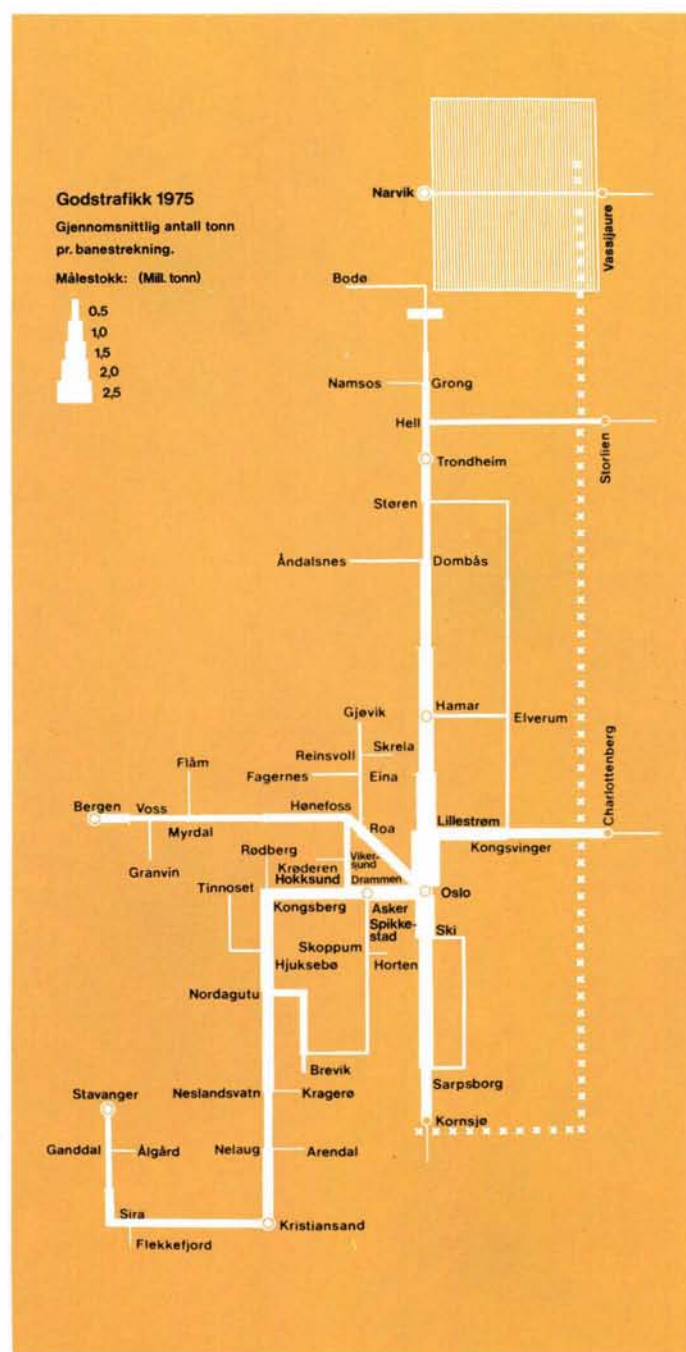 Godstrafikk 1975
Gjennomsnittlig antall tonn
pr. banestrekning.
Målestokk: (Mill. tonn)
0.5
1,0
1,5
2,0
2,5
Narvik
Vassijaure
Bodø
Namsos
Grong
Hell
Storlien
Trondheim
Støren
Åndalsnes
Dombås
Hamar
Gjøvik
Elverum
Reinsvoll
Skreia
Flåm
Fagernes
Eina
Charlottenberg
Bergen
Voss
Hønefoss
Lillestrøm
Myrdal
Roa
Kongsvinger
Granvin
Rødberg
Viker-
sund
Krøderen
Hokksund
Drammen
Tinnoset
Oslo
Kongsberg
Asker
Spikke-
stad
Ski
Skoppum
Hjuksebø
Horten
Nordagutu
Brevik
Sarpsborg
Stavanger
Neslandsvatn
Kragerø
Kornsjø
Ganddal
Ålgård
Nelaug
Arendal
Sira
Kristiansand
Flekkefjord